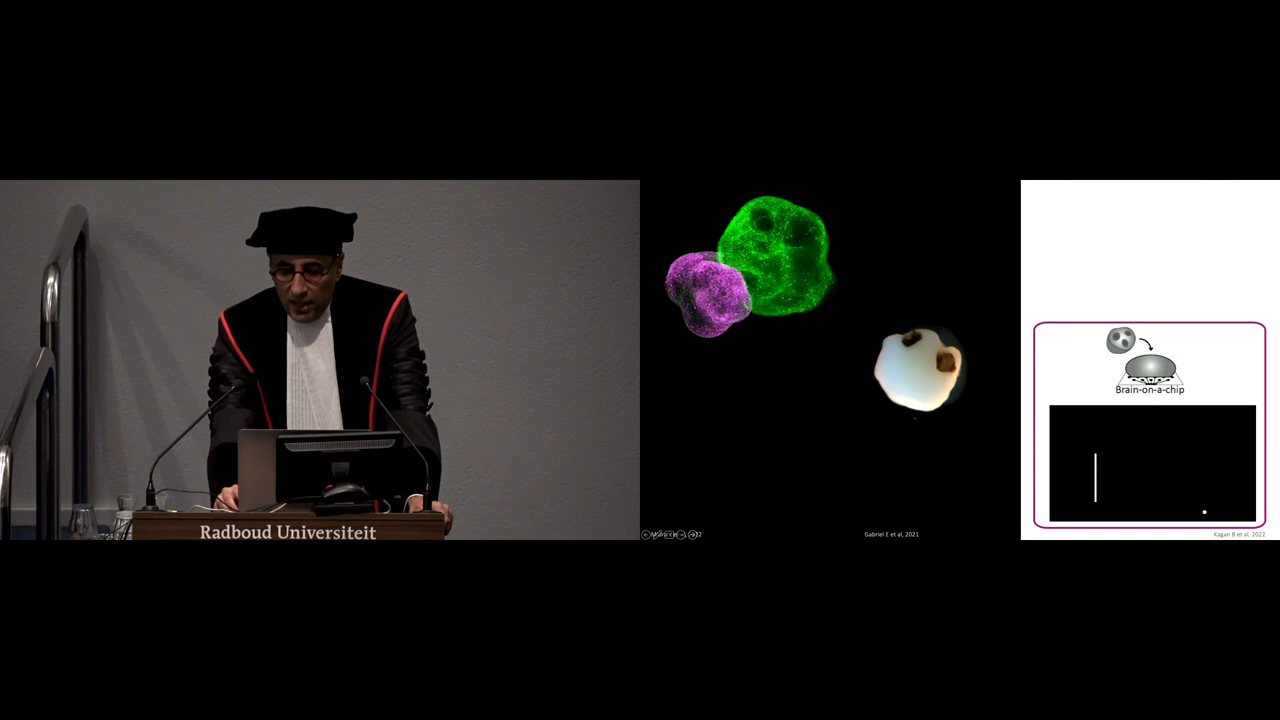 Radboud Universiteit
Gabriel E et al, 2021
Brain-on-a-chip
Kagan B et al, 2022